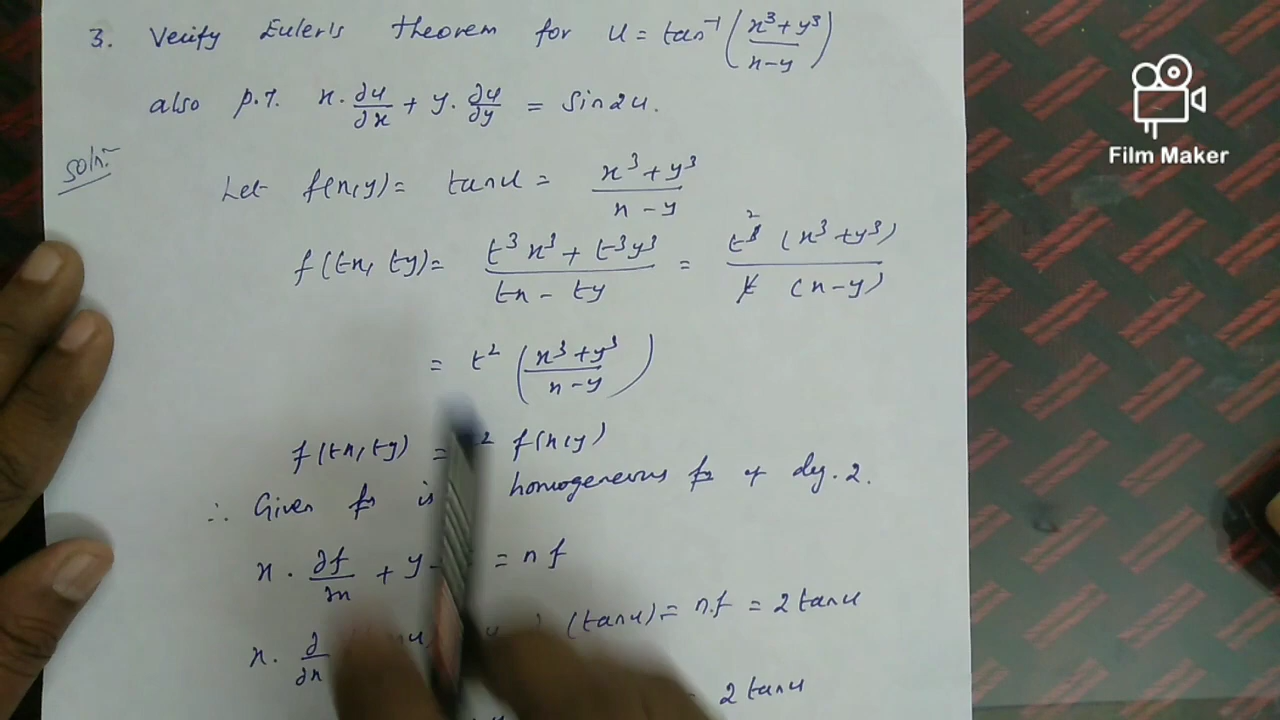 3. Verify Euler's theorem for u = tan⁻¹ (x³+y³ / x-y)
also p.T. x. ∂u/∂x + y. ∂u/∂y = Sin2u.
Soln:-
Let f(x,y) = tanu = x³+y³ / x-y
f(tx, ty) = t³x³ + t³y³ / tx - ty = t³² (x³+y³) / t (x-y)
= t² (x³+y³ / x-y)
f(tx, ty) = ² f(x,y)
∴ Given fn is homogeneous fn of deg. 2.
x. ∂f/∂x + y = n f
x. ∂/∂x (tanu) = n.f = 2 tanu
2 tanu
Film Maker